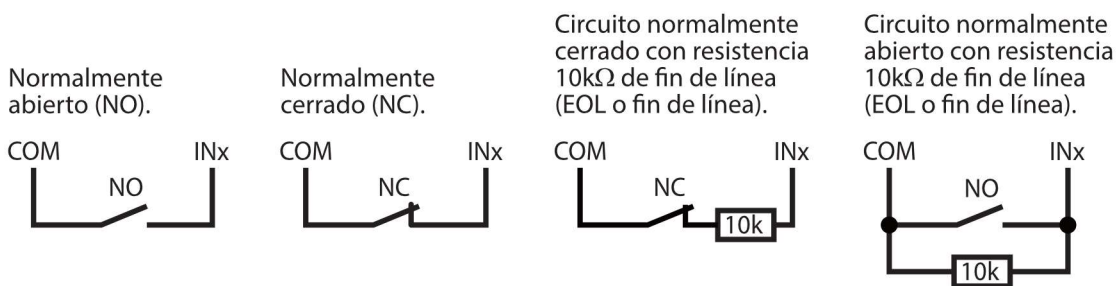 Normalmente
abierto (NO).
COM INx
NO
Normalmente
cerrado (NC).
COM INx
NC
Circuito normalmente
cerrado con resistencia
10kΩ de fin de línea
(EOL o fin de línea).
COM INx
NC
10k
Circuito normalmente
abierto con resistencia
10kΩ de fin de línea
(EOL o fin de línea).
COM INx
NO
10k